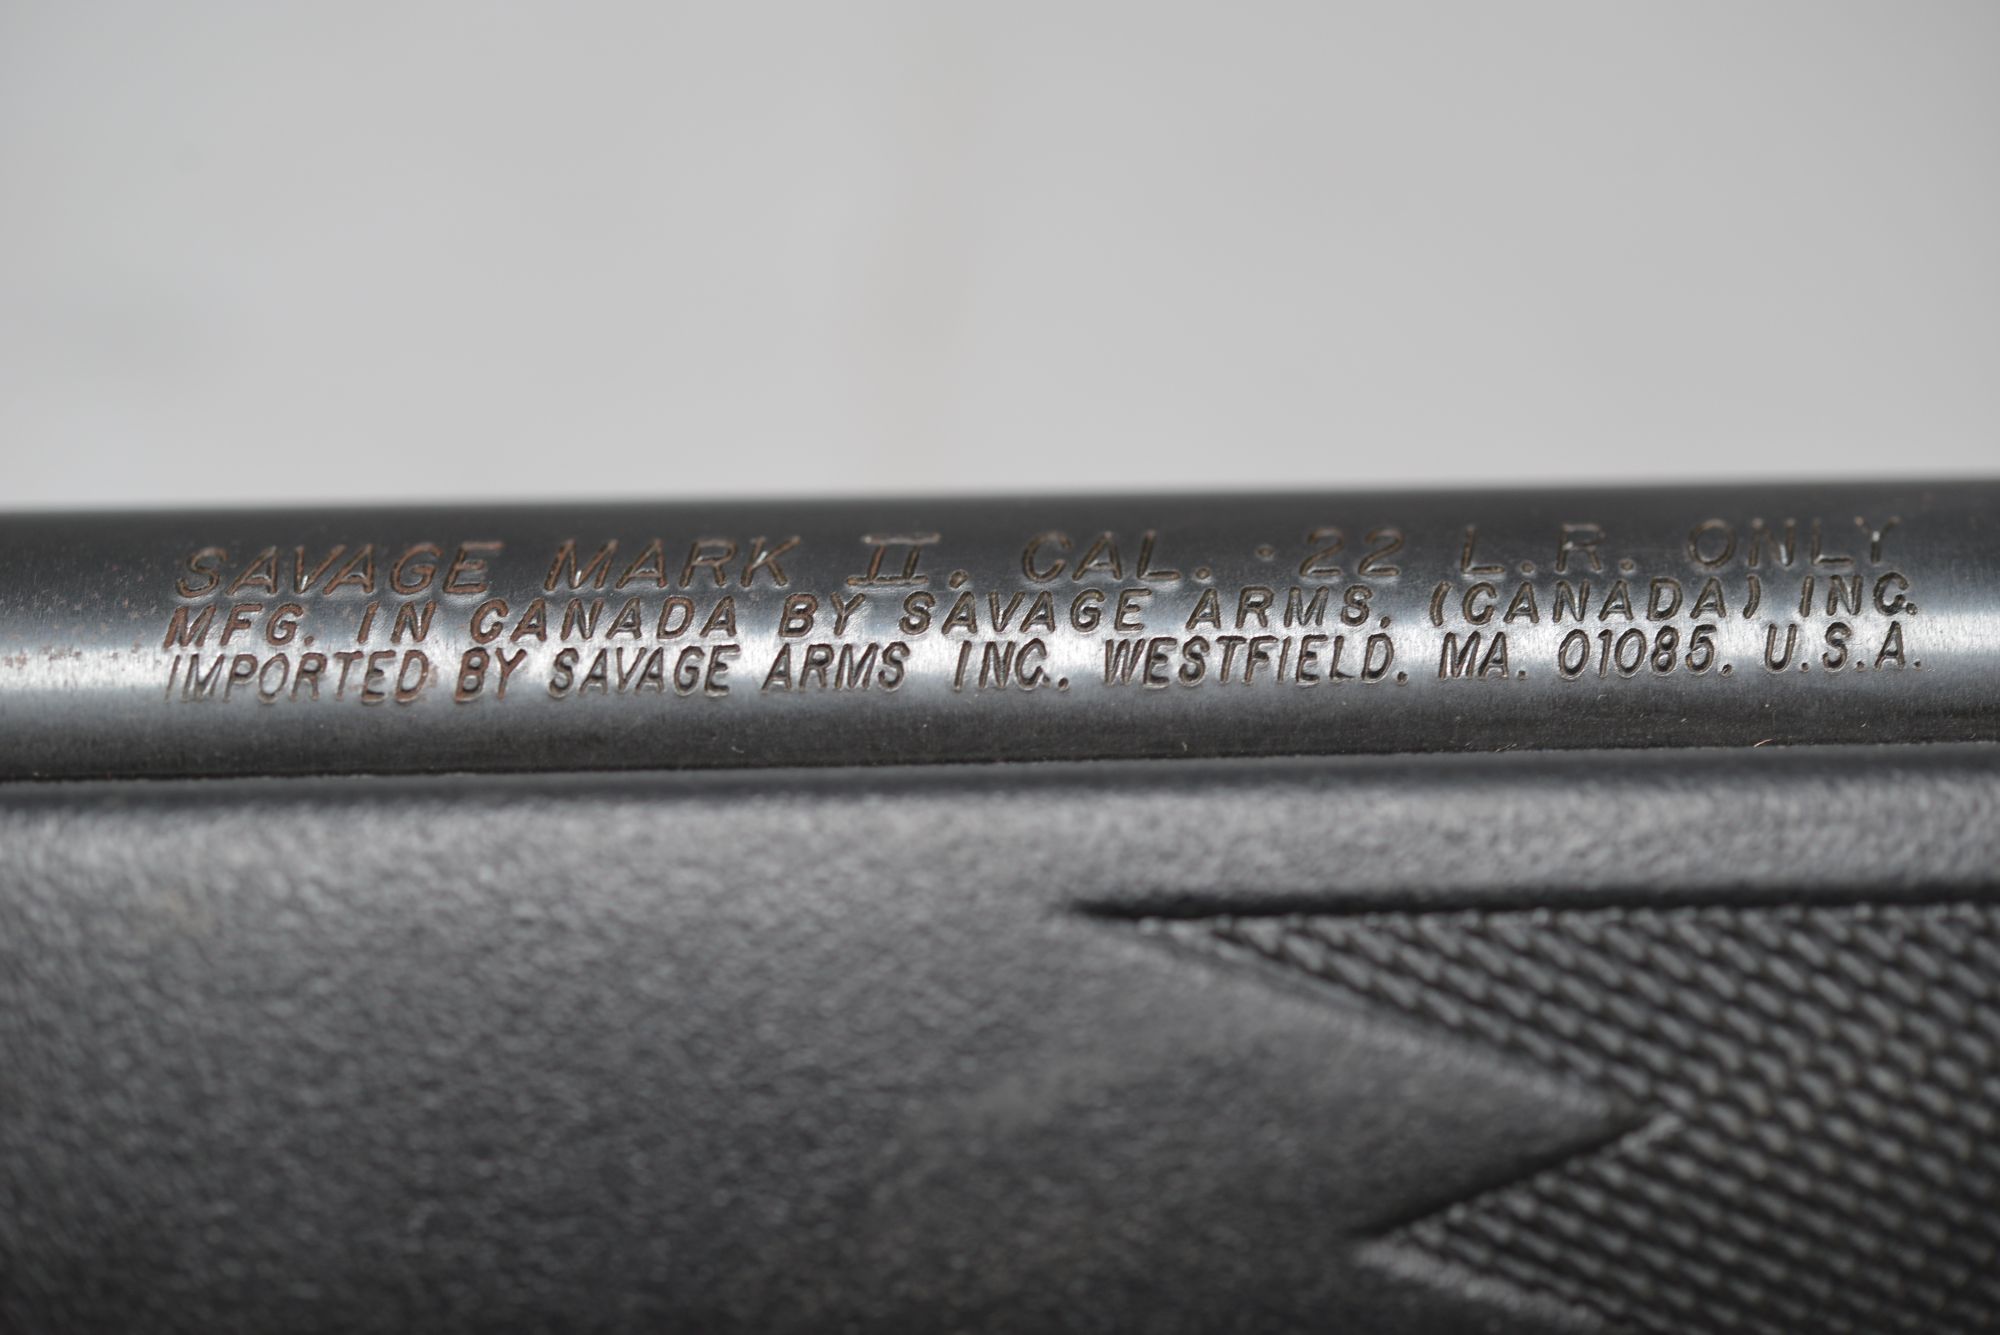 SAVAGE MARK II. CAL. .22 L.R. ONLY
MFG. IN CANADA BY SAVAGE ARMS. (CANADA) INC.
IMPORTED BY SAVAGE ARMS INC. WESTFIELD. MA. 01085. U.S.A.